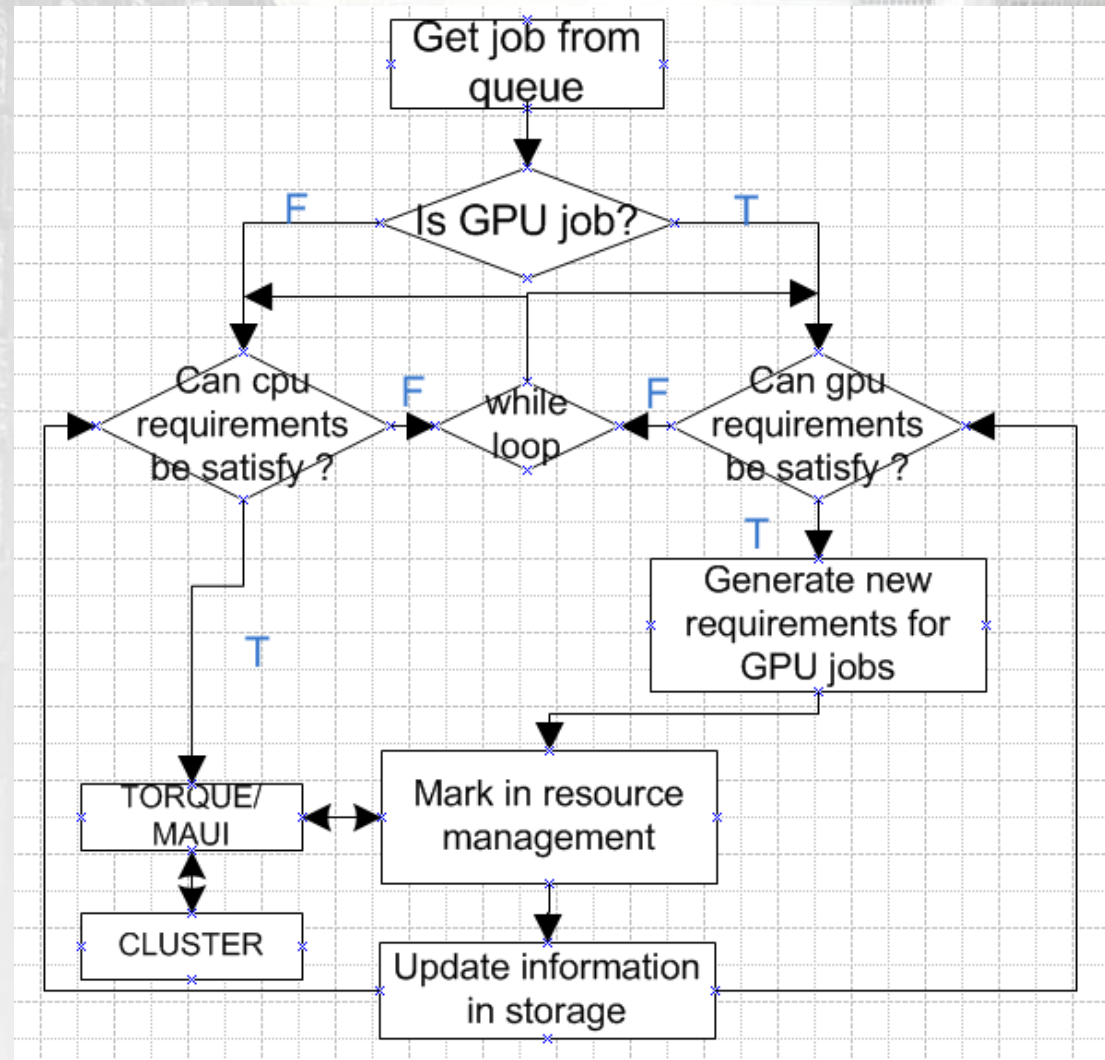 Get job from
queue
Is GPU job?
F
T
Can cpu
requirements
be satisfy ?
F
while
loop
F
Can gpu
requirements
be satisfy ?
T
Generate new
requirements for
GPU jobs
T
TORQUE/
MAUI
Mark in resource
management
CLUSTER
Update information
in storage